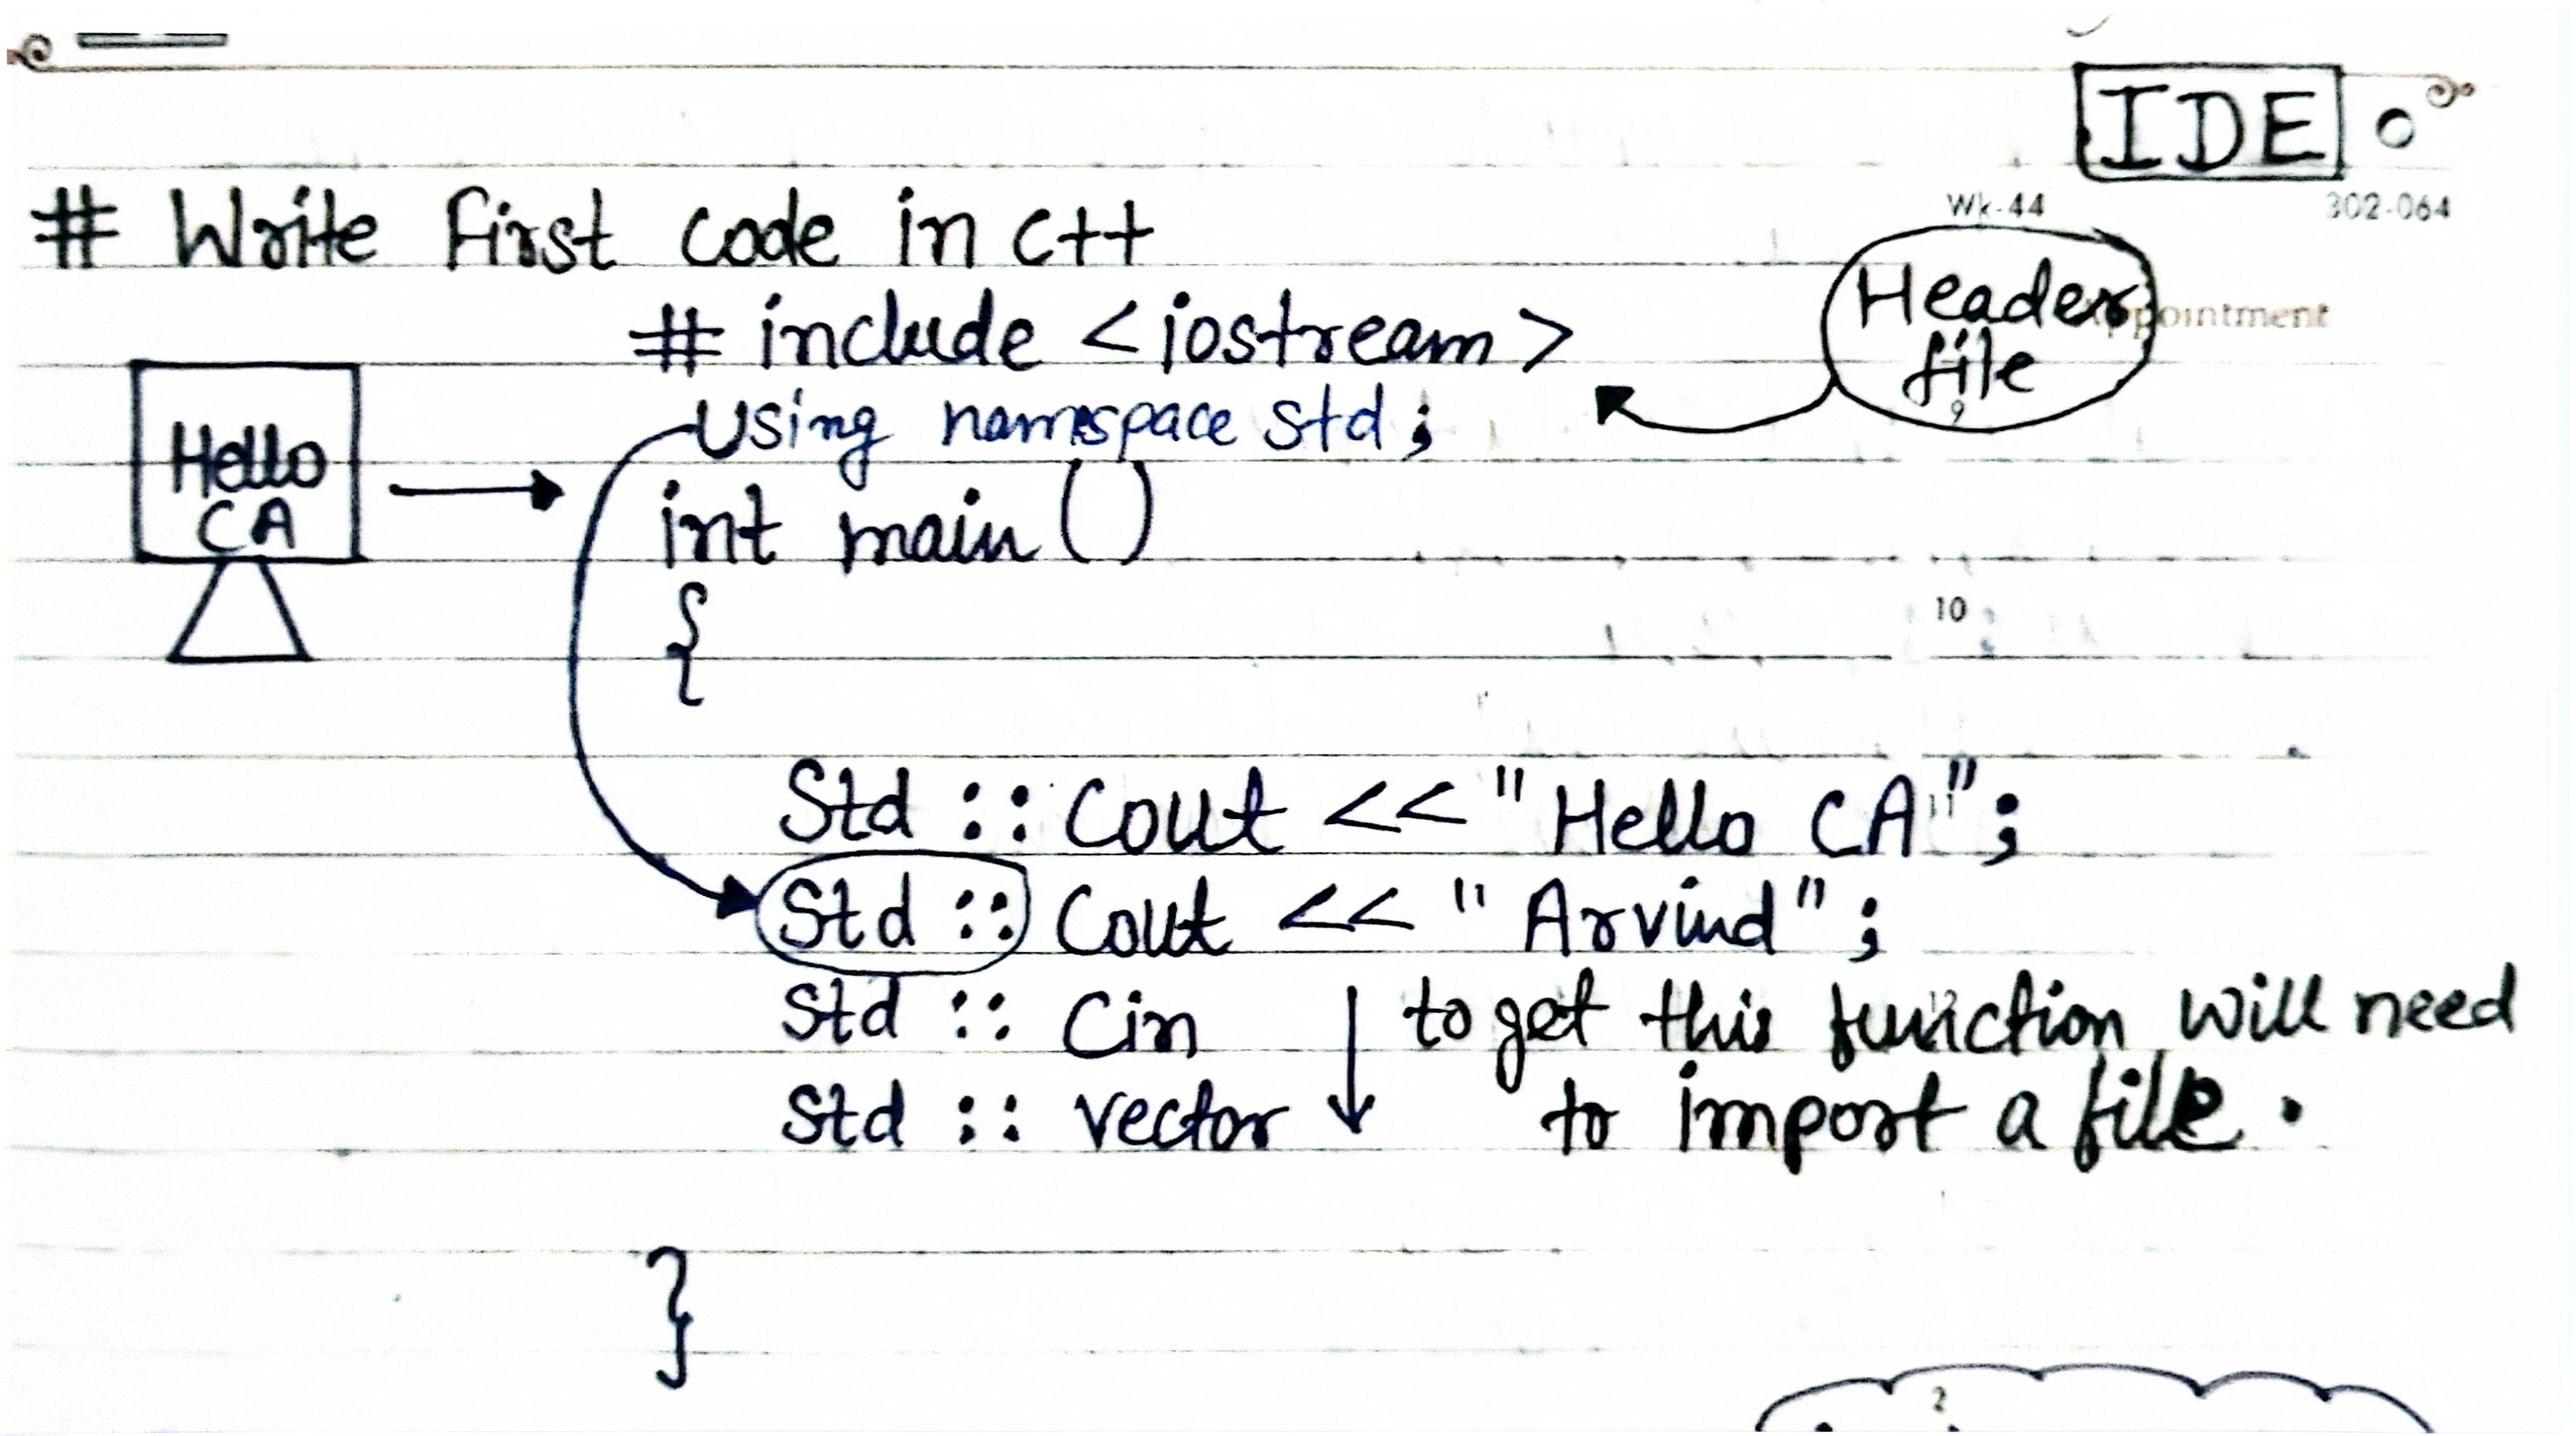 IDE
Wk-44
302-064
# Write First code in C++
Header
file
Appointment
# include <iostream>
9
Using namespace std;
Hello
CA
int main ()
{
10
Std :: Cout << "Hello CA";
11
Std :: Cout << "Arvind";
Std :: Cin
to get this function will need
Std :: vector
to import a file.
}
2